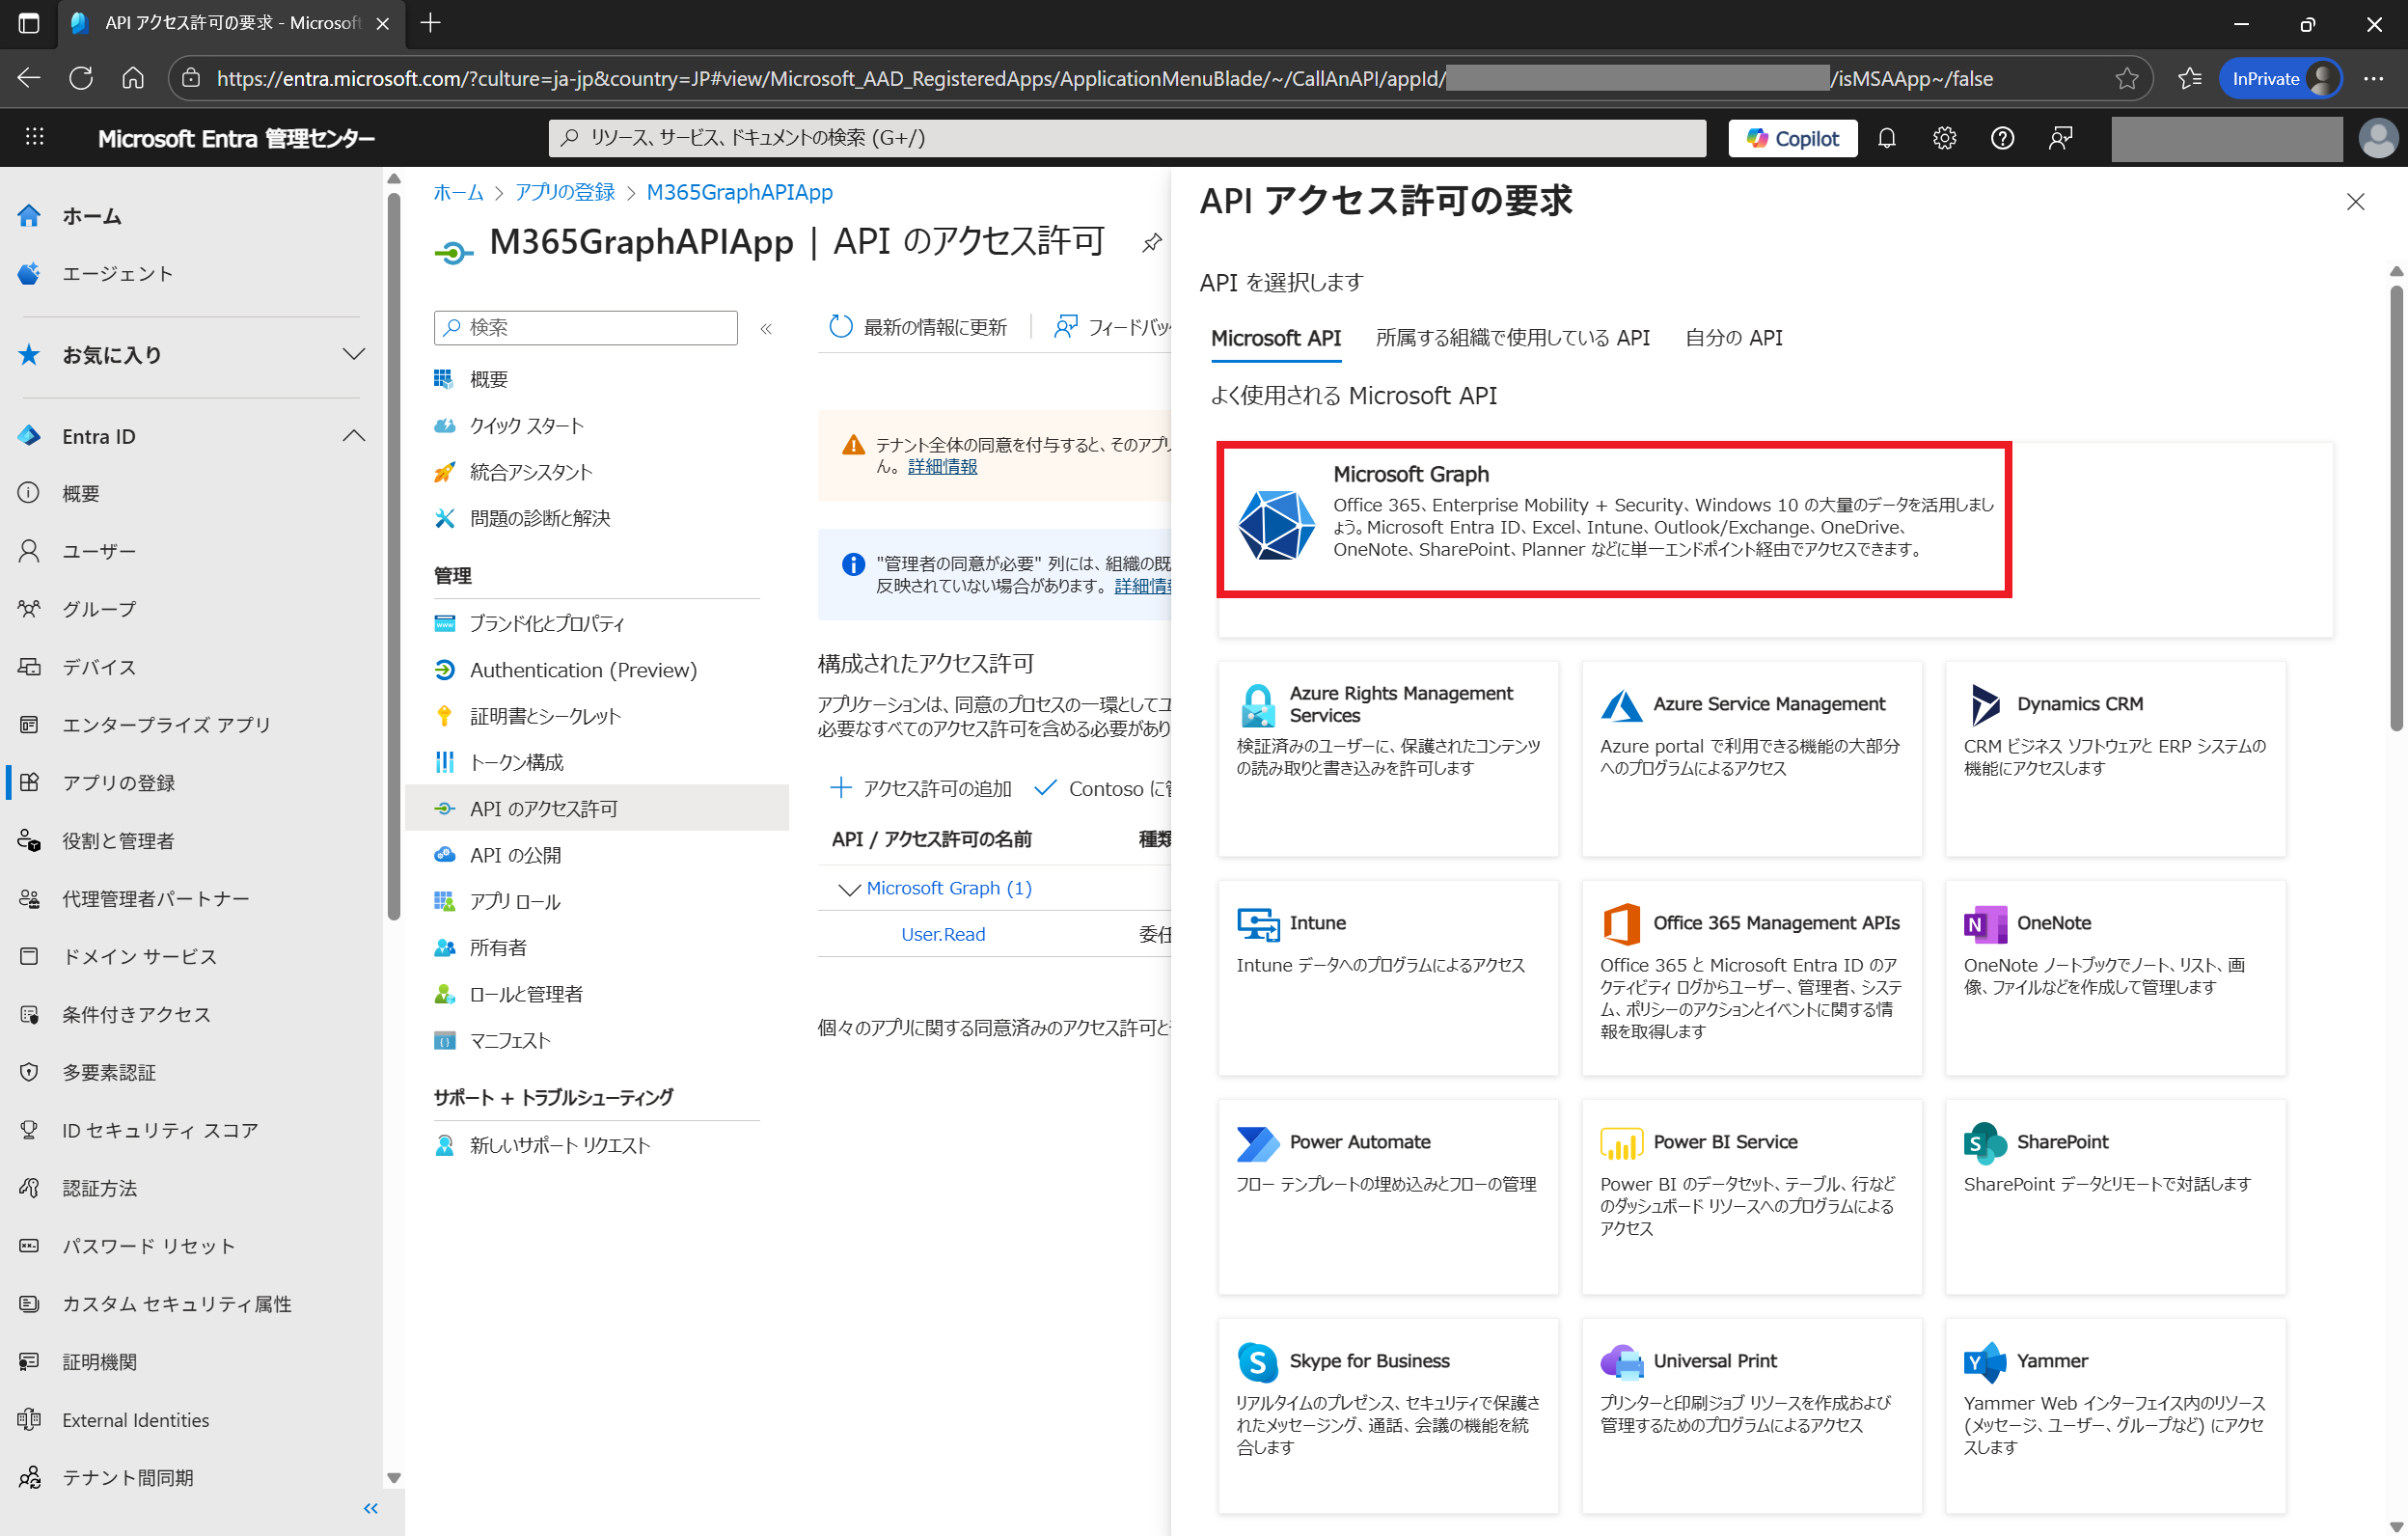 API アクセス許可の要求 - Microsoft
https://entra.microsoft.com/?culture=ja-jp&country=JP#view/Microsoft_AAD_RegisteredApps/ApplicationMenuBlade/~/CallAnAPI/appId/
/isMSAApp~/false
InPrivate
Microsoft Entra 管理センター
リソース、サービス、ドキュメントの検索 (G+/)
Copilot
ホーム
エージェント
お気に入り
Entra ID
概要
ユーザー
グループ
デバイス
エンタープライズ アプリ
アプリの登録
役割と管理者
代理管理者パートナー
ドメイン サービス
条件付きアクセス
多要素認証
ID セキュリティ スコア
認証方法
パスワード リセット
カスタム セキュリティ属性
証明機関
External Identities
テナント間同期
ホーム > アプリの登録 > M365GraphAPIApp
M365GraphAPIApp | API のアクセス許可
検索
概要
クイック スタート
統合アシスタント
問題の診断と解決
管理
ブランド化とプロパティ
Authentication (Preview)
証明書とシークレット
トークン構成
API のアクセス許可
API の公開
アプリ ロール
所有者
ロールと管理者
マニフェスト
サポート + トラブルシューティング
新しいサポート リクエスト
最新の情報に更新
フィードバッ
テナント全体の同意を付与すると、そのアプリ
ん。 詳細情報
"管理者の同意が必要" 列には、組織の既
反映されていない場合があります。 詳細情
構成されたアクセス許可
アプリケーションは、同意のプロセスの一環としてユ
必要なすべてのアクセス許可を含める必要があり
アクセス許可の追加
Contoso に
API / アクセス許可の名前
種類
Microsoft Graph (1)
User.Read
委任
個々のアプリに関する同意済みのアクセス許可と
API アクセス許可の要求
API を選択します
Microsoft API
所属する組織で使用している API
自分の API
よく使用される Microsoft API
Microsoft Graph
Office 365、Enterprise Mobility + Security、Windows 10 の大量のデータを活用しまし
ょう。Microsoft Entra ID、Excel、Intune、Outlook/Exchange、OneDrive、
OneNote、SharePoint、Planner などに単一エンドポイント経由でアクセスできます。
Azure Rights Management
Services
検証済みのユーザーに、保護されたコンテンツ
の読み取りと書き込みを許可します
Azure Service Management
Azure portal で利用できる機能の大部分
へのプログラムによるアクセス
Dynamics CRM
CRM ビジネス ソフトウェアと ERP システムの
機能にアクセスします
Intune
Intune データへのプログラムによるアクセス
Office 365 Management APIs
Office 365 と Microsoft Entra ID のア
クティビティ ログからユーザー、管理者、システ
ム、ポリシーのアクションとイベントに関する情
報を取得します
OneNote
OneNote ノートブックでノート、リスト、画
像、ファイルなどを作成して管理します
Power Automate
フロー テンプレートの埋め込みとフローの管理
Power BI Service
Power BI のデータセット、テーブル、行など
のダッシュボード リソースへのプログラムによる
アクセス
SharePoint
SharePoint データとリモートで対話します
Skype for Business
リアルタイムのプレゼンス、セキュリティで保護さ
れたメッセージング、通話、会議の機能を統
合します
Universal Print
プリンターと印刷ジョブ リソースを作成および
管理するためのプログラムによるアクセス
Yammer
Yammer Web インターフェイス内のリソース
(メッセージ、ユーザー、グループなど) にアクセ
スします